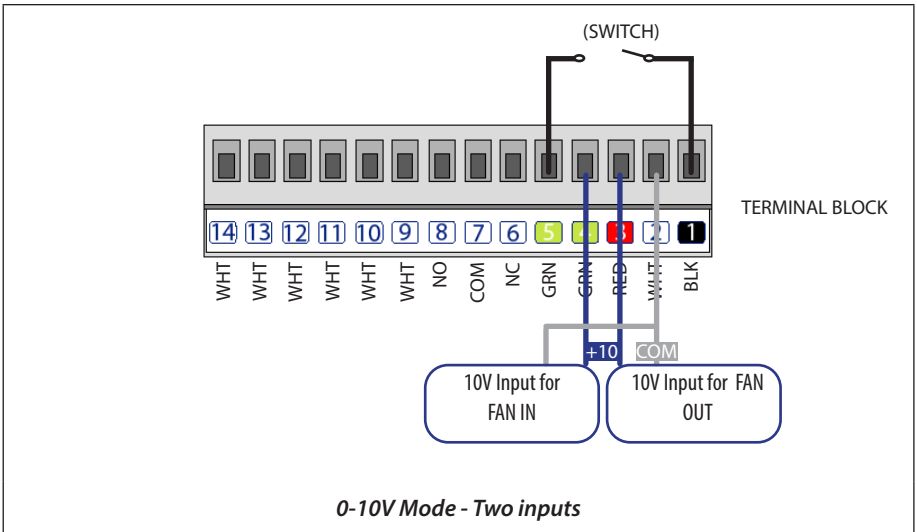 (SWITCH)
TERMINAL BLOCK
14 13 12 11 10 9 8 7 6 5 4 3 2 1
WHT WHT WHT WHT WHT WHT NO COM NC GRN GRN RED WHT BLK
+10 COM
10V Input for
FAN IN
10V Input for FAN
OUT
0-10V Mode - Two inputs